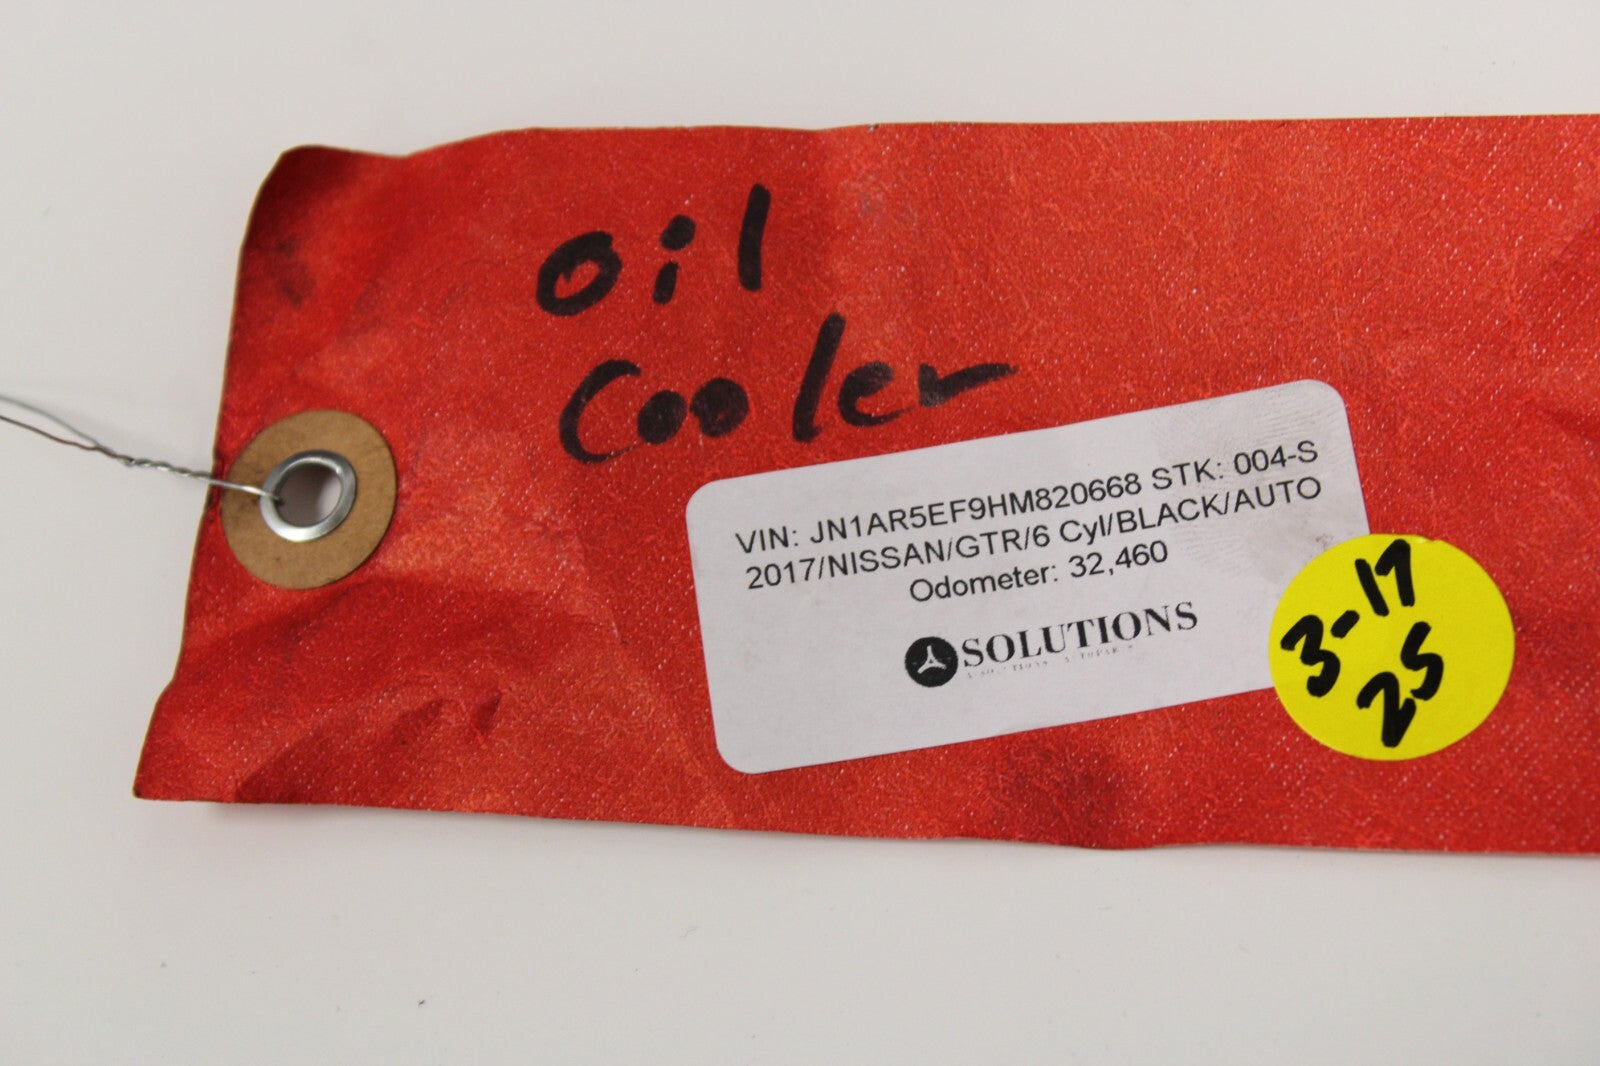 Oil
Cooler
VIN: JN1AR5EF9HM820668 STK: 004-S
2017/NISSAN/GTR/6 Cyl/BLACK/AUTO
Odometer: 32,460
SOLUTIONS
3-17
25